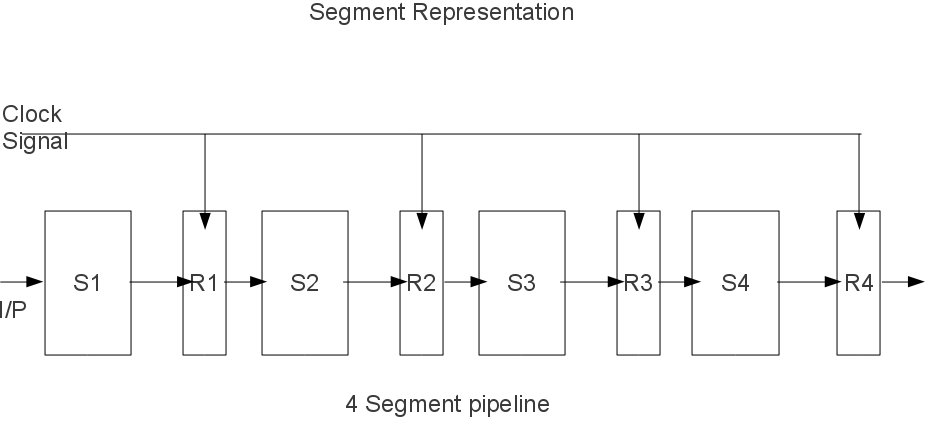 Segment Representation
Clock
Signal
S1 R1 S2 R2 S3 R3 S4 R4
I/P
4 Segment pipeline